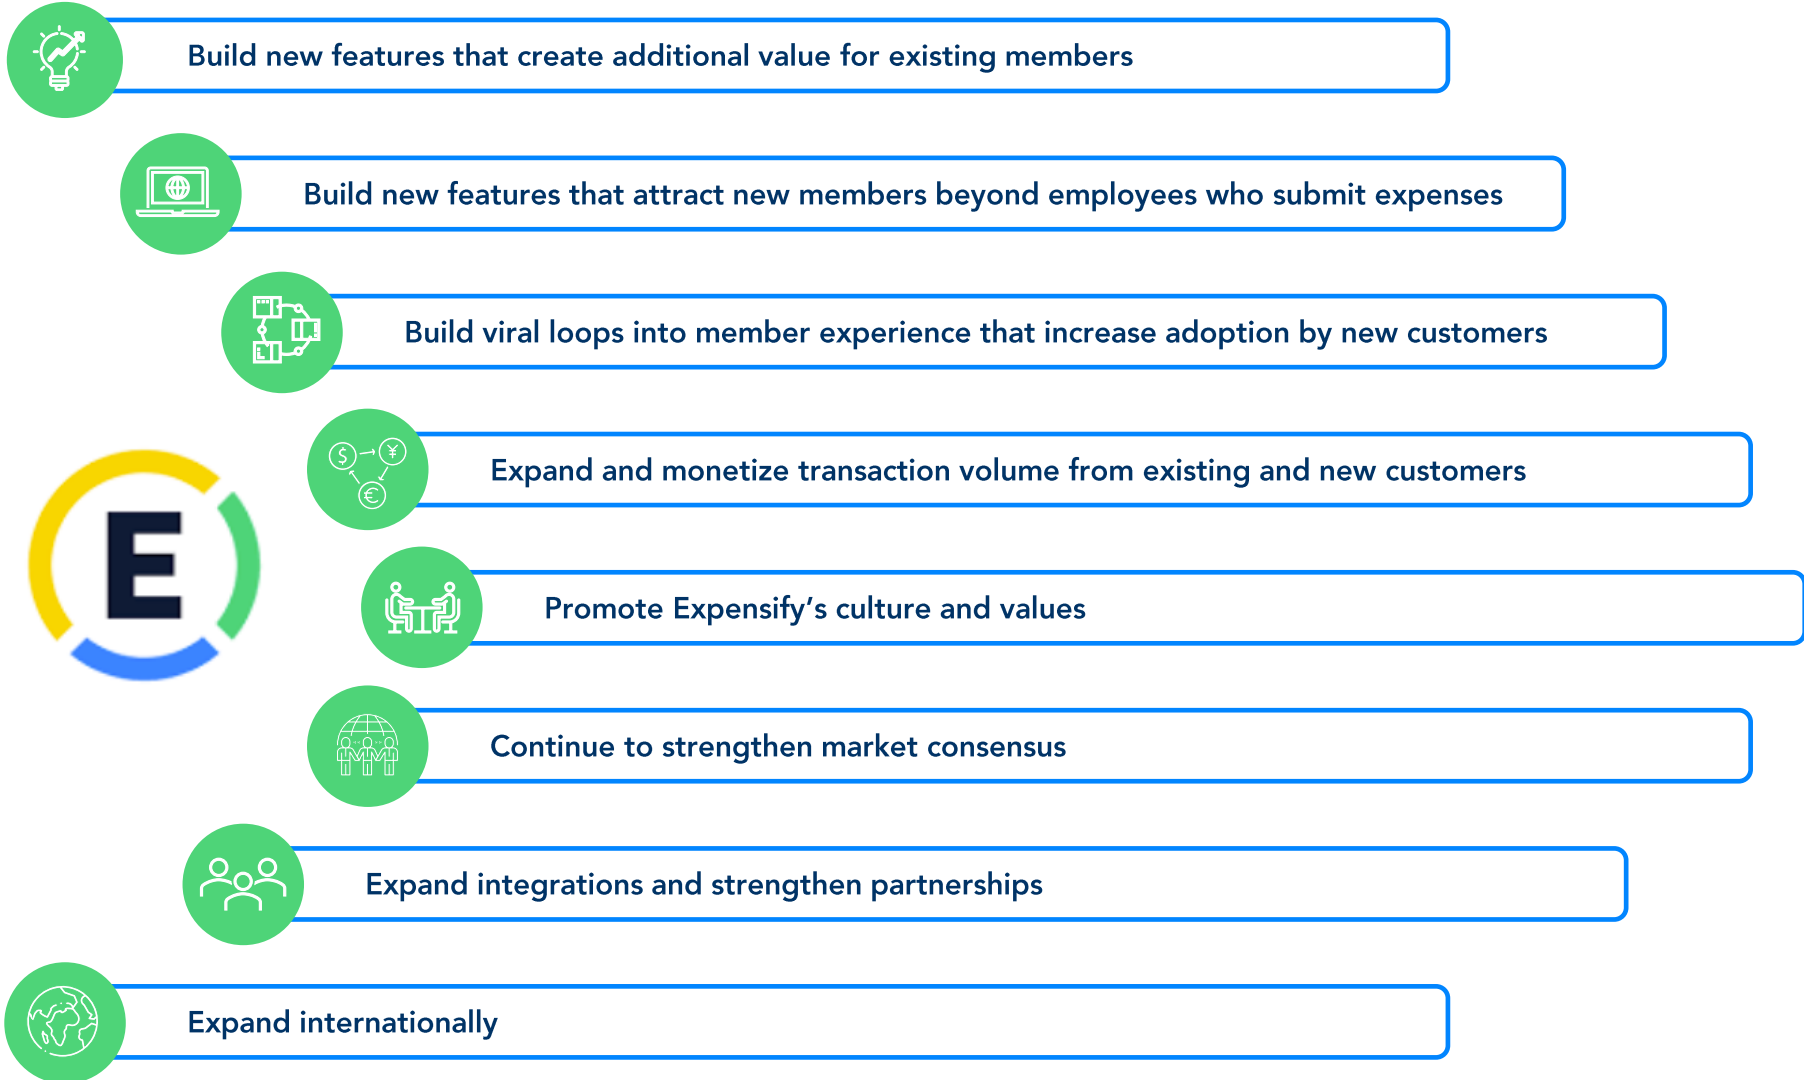 Build new features that create additional value for existing members
Build new features that attract new members beyond employees who submit expenses
Build viral loops into member experience that increase adoption by new customers
$ ¥
€
Expand and monetize transaction volume from existing and new customers
E
Promote Expensify’s culture and values
Continue to strengthen market consensus
Expand integrations and strengthen partnerships
Expand internationally